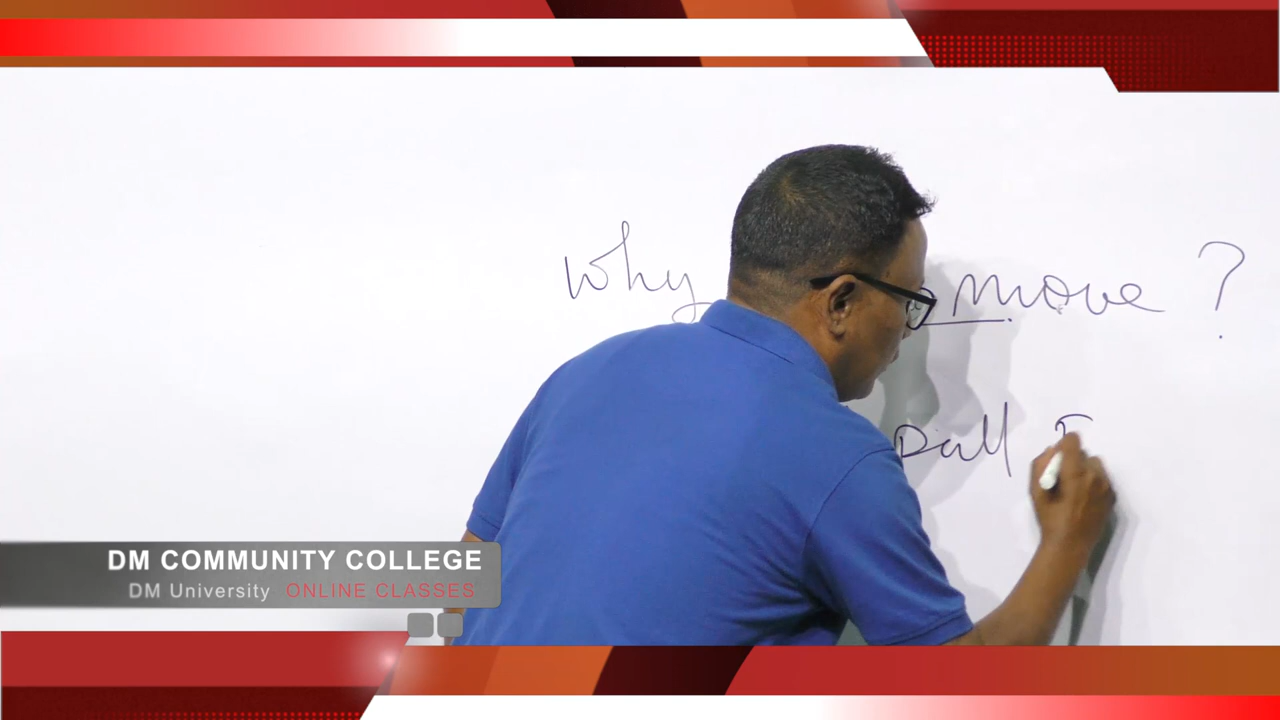 Why move ?
Pull
DM COMMUNITY COLLEGE
DM University ONLINE CLASSES